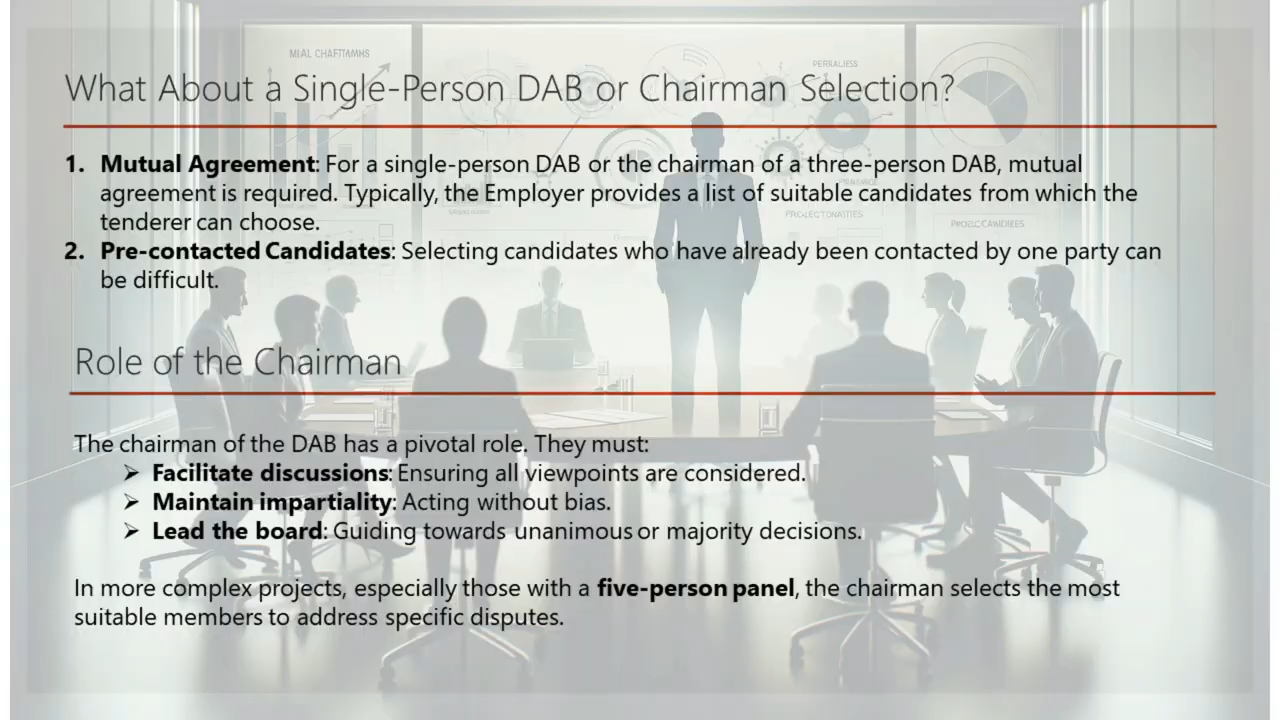 MIAL CHAFTTAMHS
PERRALIESS
What About a Single-Person DAB or Chairman Selection?
1. Mutual Agreement: For a single-person DAB or the chairman of a three-person DAB, mutual
agreement is required. Typically, the Employer provides a list of suitable candidates from which the
tenderer can choose.
2. Pre-contacted Candidates: Selecting candidates who have already been contacted by one party can
be difficult.
Role of the Chairman
The chairman of the DAB has a pivotal role. They must:
➢ Facilitate discussions: Ensuring all viewpoints are considered.
➢ Maintain impartiality: Acting without bias.
➢ Lead the board: Guiding towards unanimous or majority decisions.
In more complex projects, especially those with a five-person panel, the chairman selects the most
suitable members to address specific disputes.